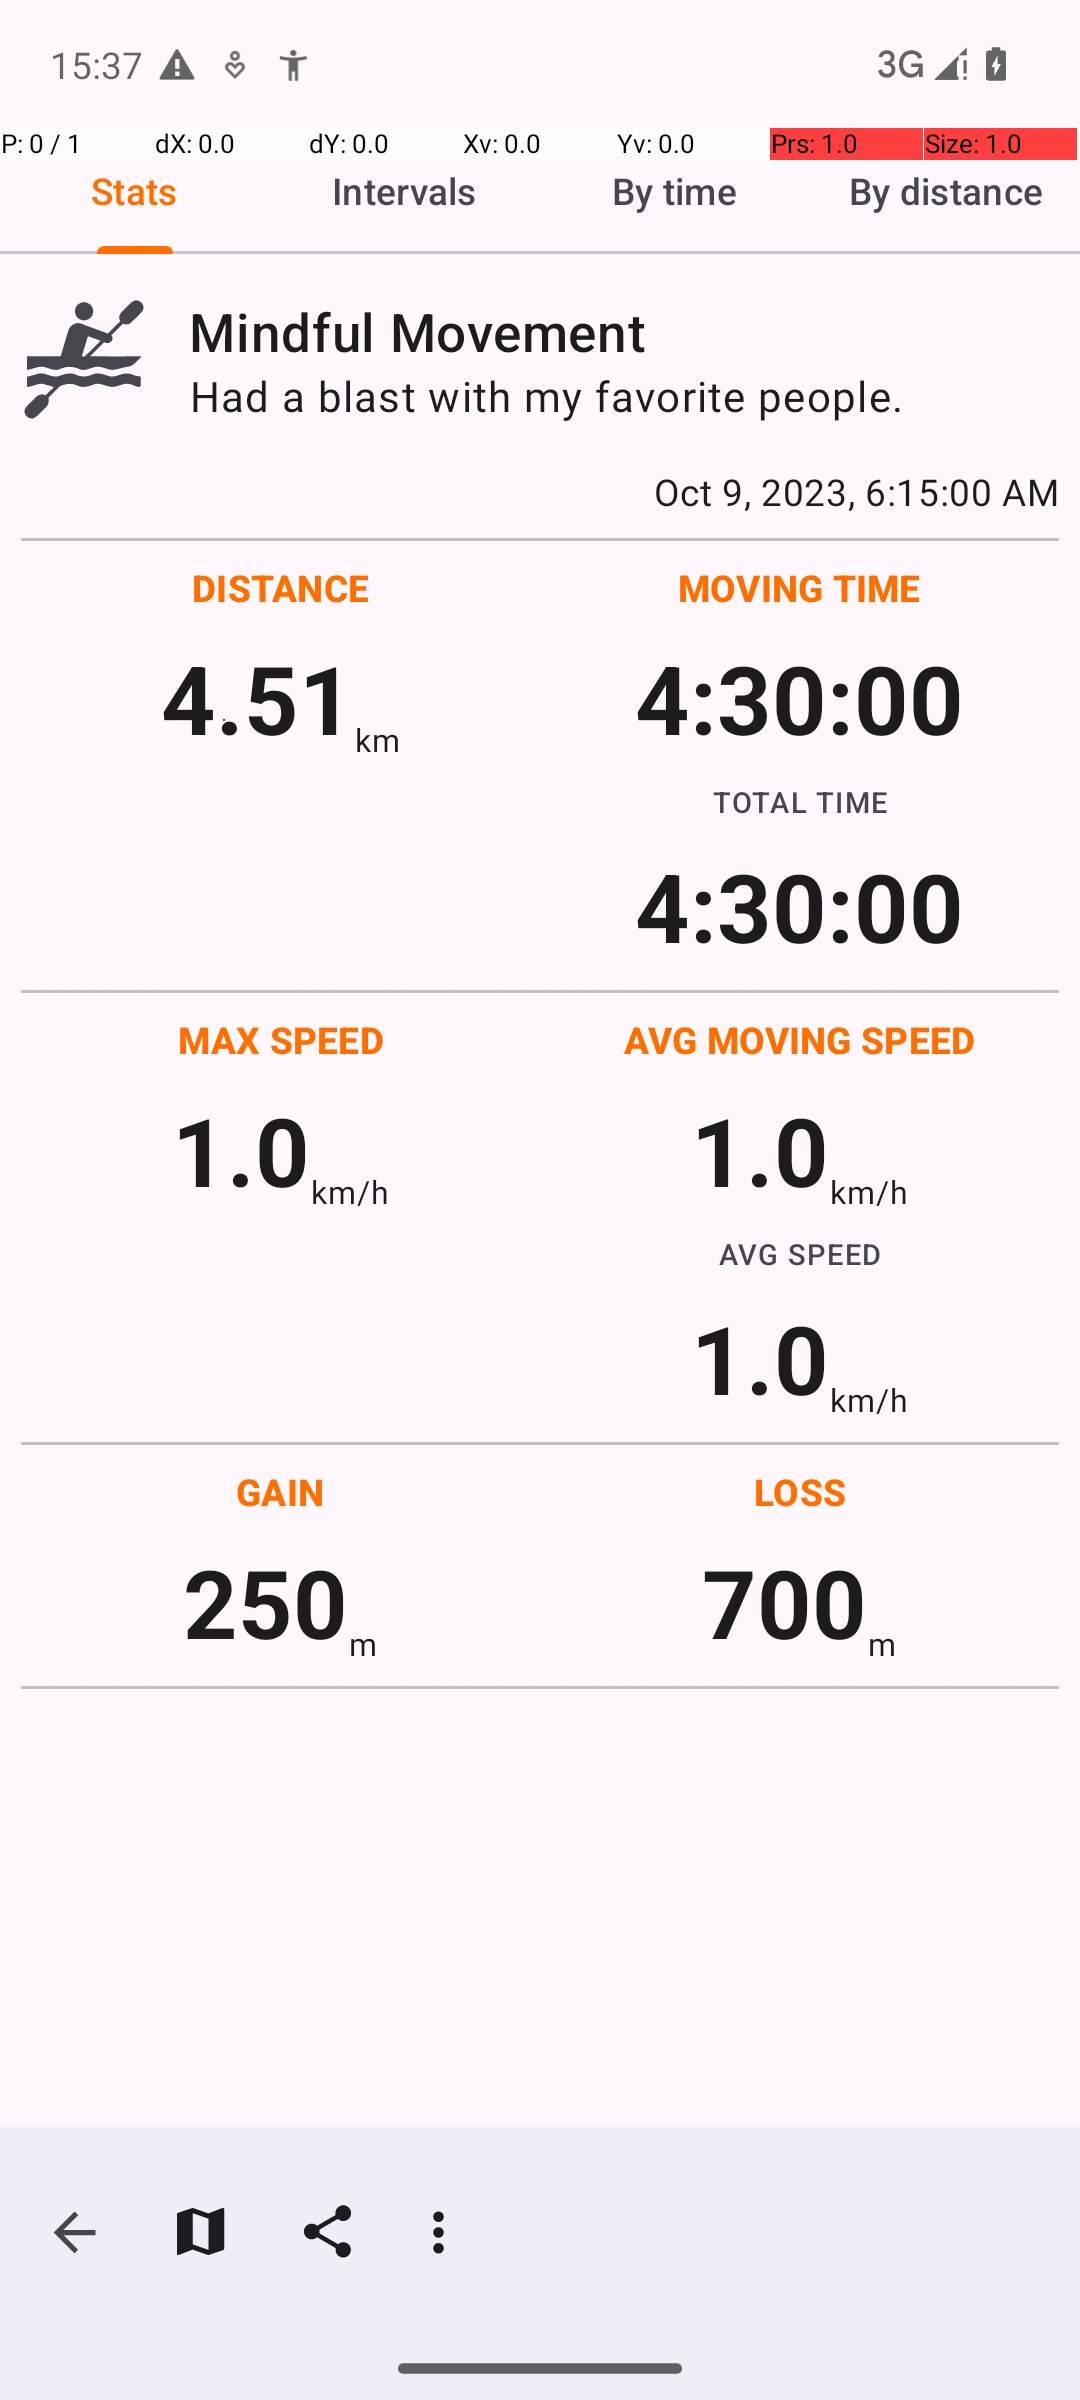 15:37 3G
P: 0 / 1 dX: 0.0 dY: 0.0 Xv: 0.0 Yv: 0.0 Prs: 1.0 Size: 1.0
Stats Intervals By time By distance
Mindful Movement
Had a blast with my favorite people.
Oct 9, 2023, 6:15:00 AM
DISTANCE MOVING TIME
4.51 km 4:30:00
TOTAL TIME
4:30:00
MAX SPEED AVG MOVING SPEED
1.0 km/h 1.0 km/h
AVG SPEED
1.0 km/h
GAIN LOSS
250 m 700 m